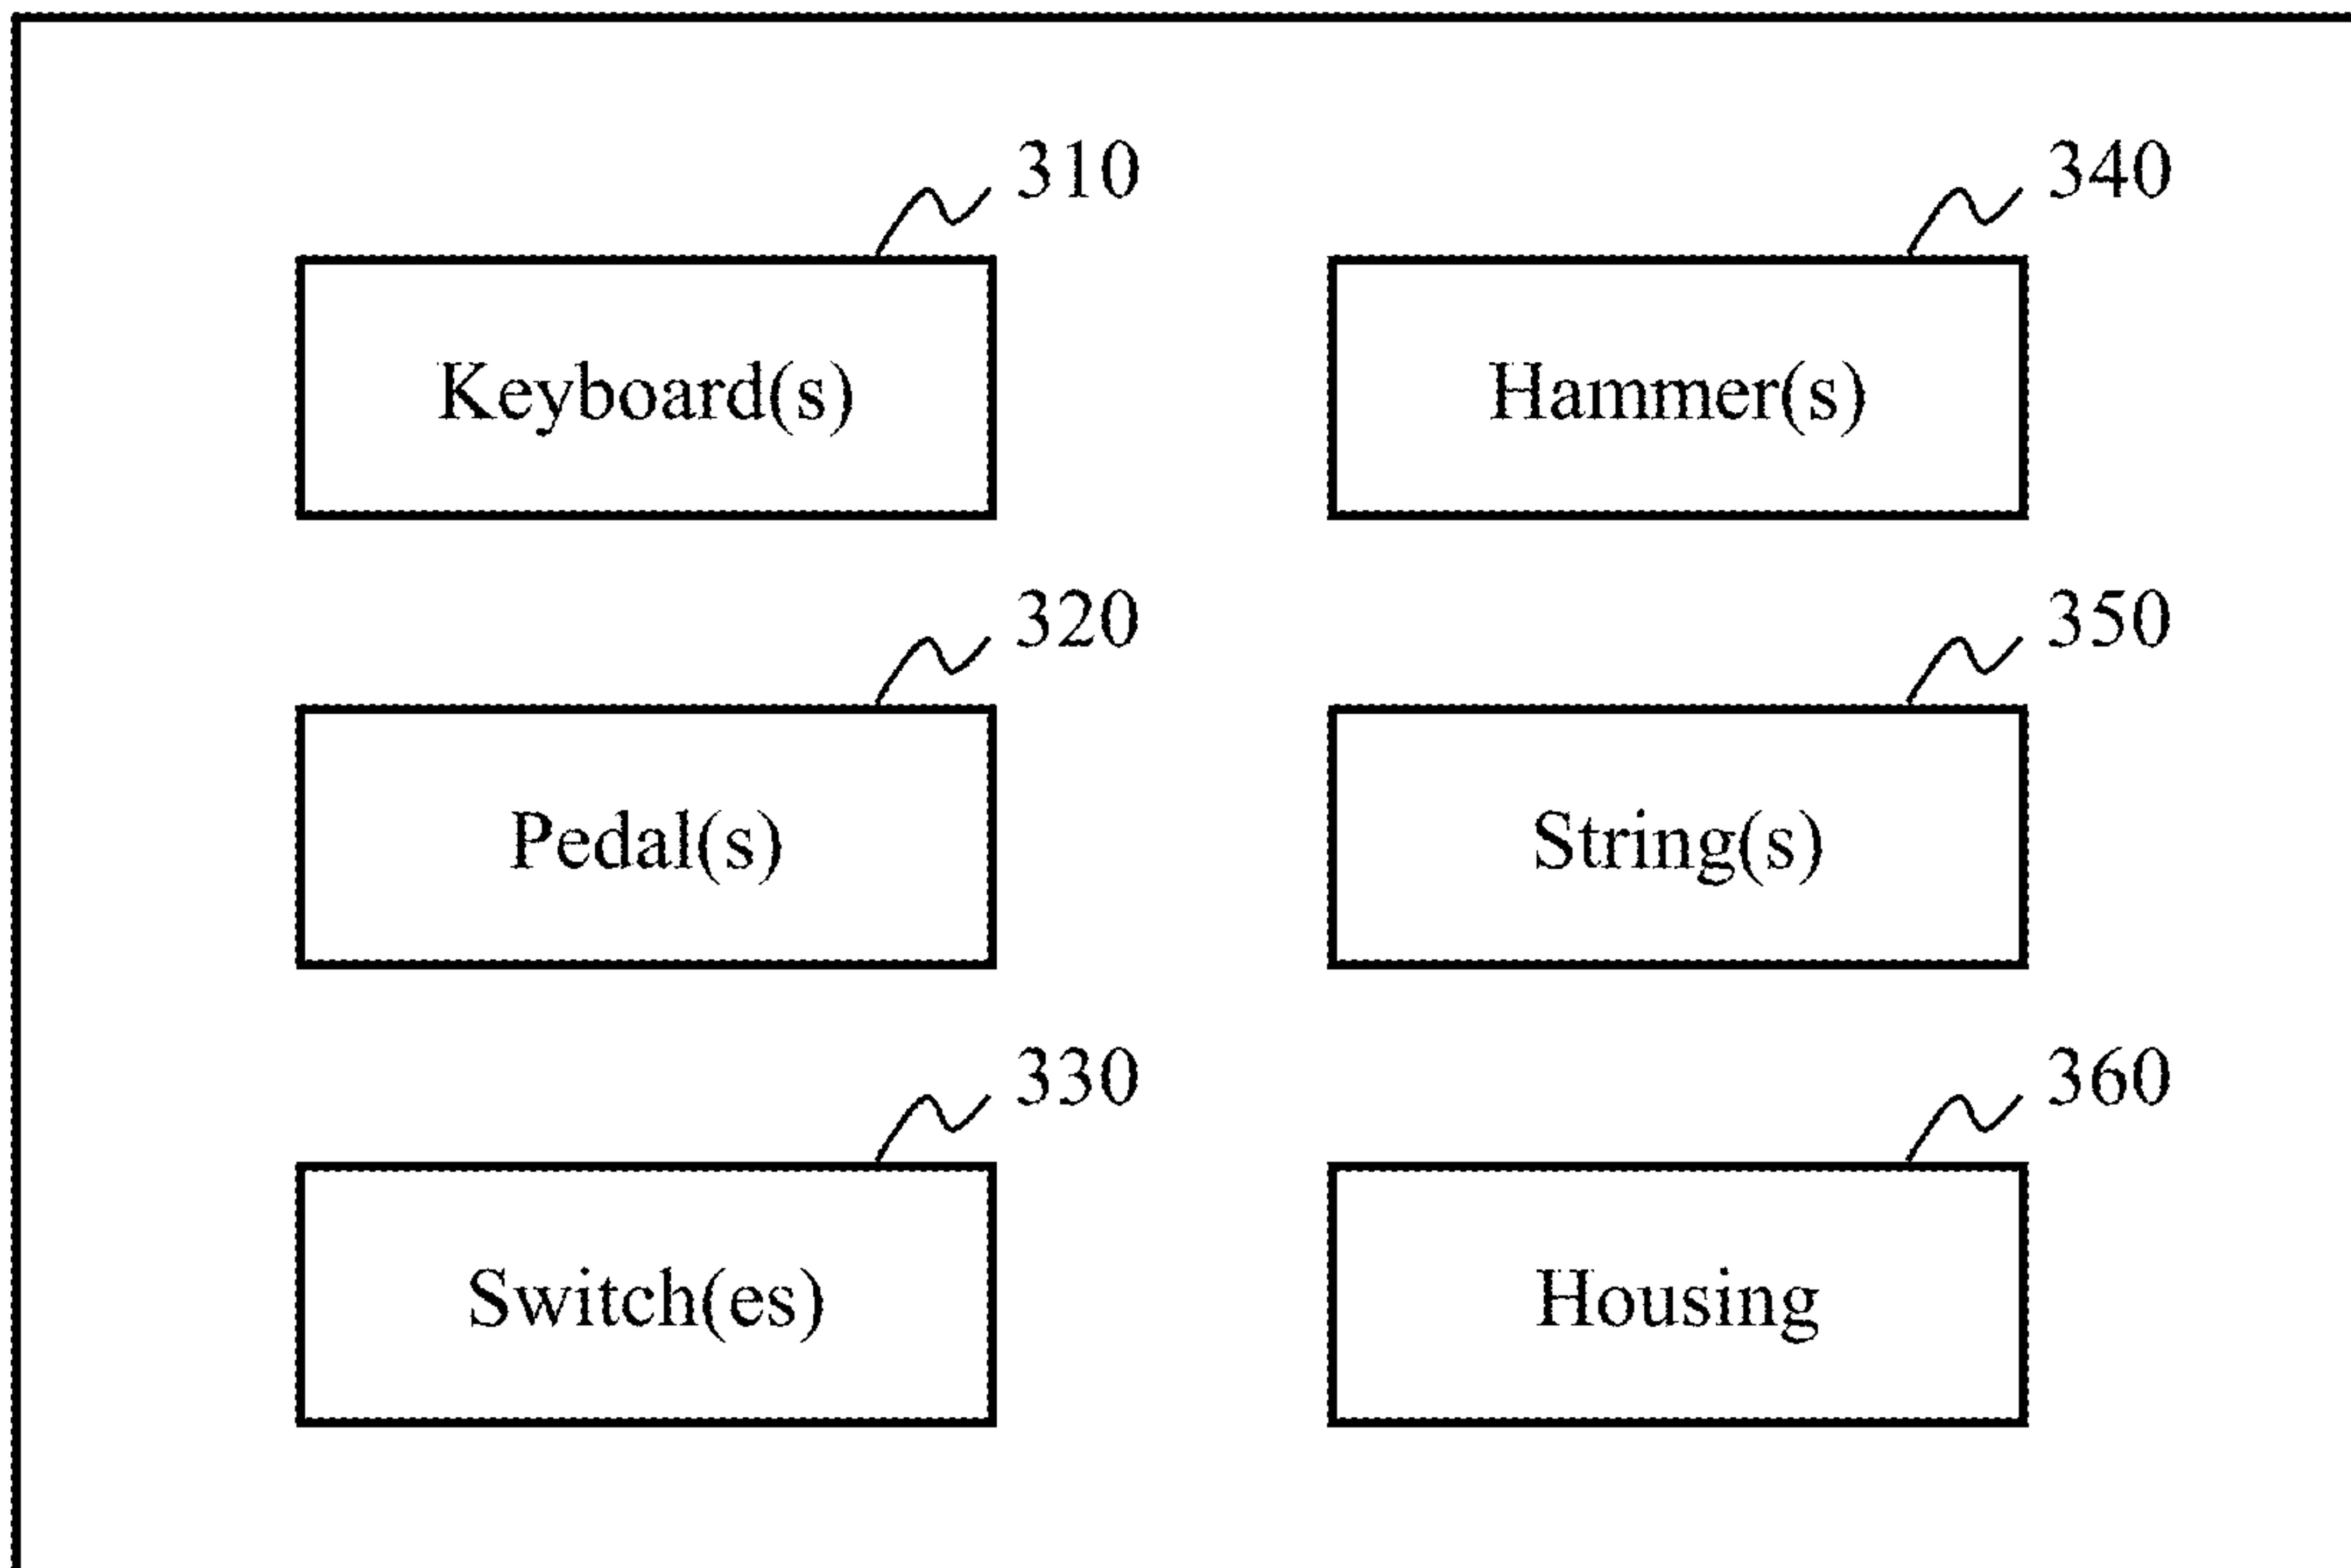 310
Keyboard(s)
340
Hammer(s)
320
Pedal(s)
350
String(s)
330
Switch(es)
360
Housing